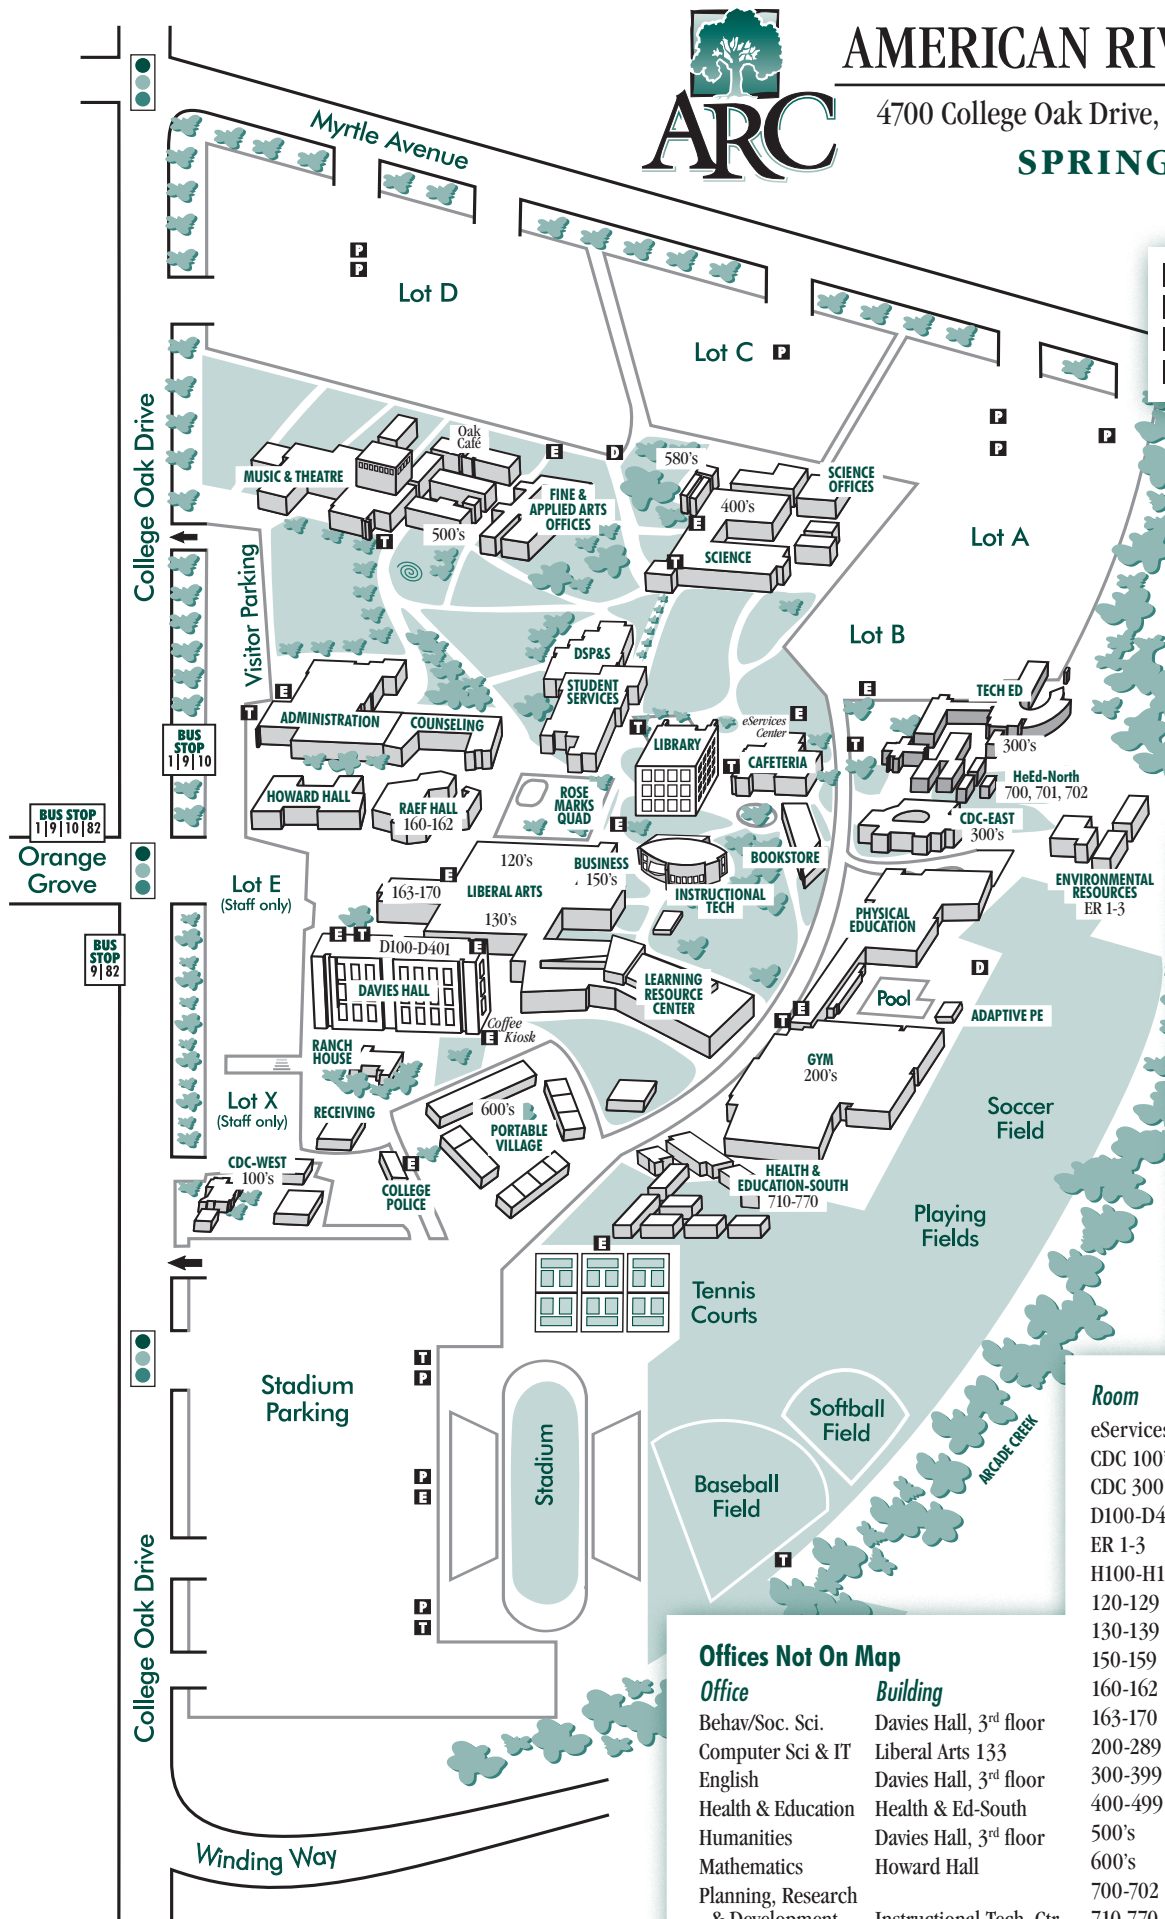 ARC
AMERICAN RIV
4700 College Oak Drive,
SPRING
Myrtle Avenue
P
P
Lot D
Lot C P
P
P
P
College Oak Drive
Oak
Café
E
D
580's
MUSIC & THEATRE
SCIENCE
OFFICES
FINE &
APPLIED ARTS
OFFICES
400's
500's
E
T
T
SCIENCE
Lot A
Visitor Parking
Lot B
DSP&S
STUDENT
SERVICES
E
T
ADMINISTRATION
COUNSELING
T
LIBRARY
eServices
Center
E
T
CAFETERIA
E
T
TECH ED
300's
BUS
STOP
1|9|10
HeEd-North
700, 701, 702
HOWARD HALL
RAEF HALL
160-162
ROSE
MARKS
QUAD
E
CDC-EAST
300's
BUS STOP
1|9|10|82
Orange
Grove
120's
BUSINESS
150's
BOOKSTORE
E
163-170
LIBERAL ARTS
INSTRUCTIONAL
TECH
ENVIRONMENTAL
RESOURCES
ER 1-3
Lot E
(Staff only)
130's
PHYSICAL
EDUCATION
BUS
STOP
9|82
E T
D100-D401
E
DAVIES HALL
LEARNING
RESOURCE
CENTER
D
Pool
ADAPTIVE PE
T E
Coffee
Kiosk
E
RANCH
HOUSE
GYM
200's
Lot X
(Staff only)
RECEIVING
600's
PORTABLE
VILLAGE
Soccer
Field
CDC-WEST
100's
E
COLLEGE
POLICE
HEALTH &
EDUCATION-SOUTH
710-770
Playing
Fields
E
Tennis
Courts
T
P
Stadium
Parking
Softball
Field
Stadium
P
E
Baseball
Field
ARCADE CREEK
T
P
T
College Oak Drive
Winding Way
Offices Not On Map
Office Building
Behav/Soc. Sci. Davies Hall, 3rd floor
Computer Sci & IT Liberal Arts 133
English Davies Hall, 3rd floor
Health & Education Health & Ed-South
Humanities Davies Hall, 3rd floor
Mathematics Howard Hall
Planning, Research
& Development Instructional Tech. Ctr
Room
eServices
CDC 100'
CDC 300
D100-D4
ER 1-3
H100-H1
120-129
130-139
150-159
160-162
163-170
200-289
300-399
400-499
500's
600's
700-702
710-770